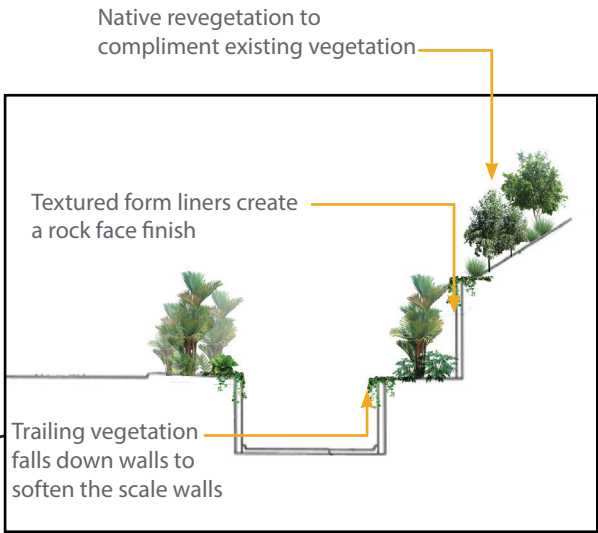 Native revegetation to
compliment existing vegetation
Textured form liners create
a rock face finish
Trailing vegetation
falls down walls to
soften the scale walls